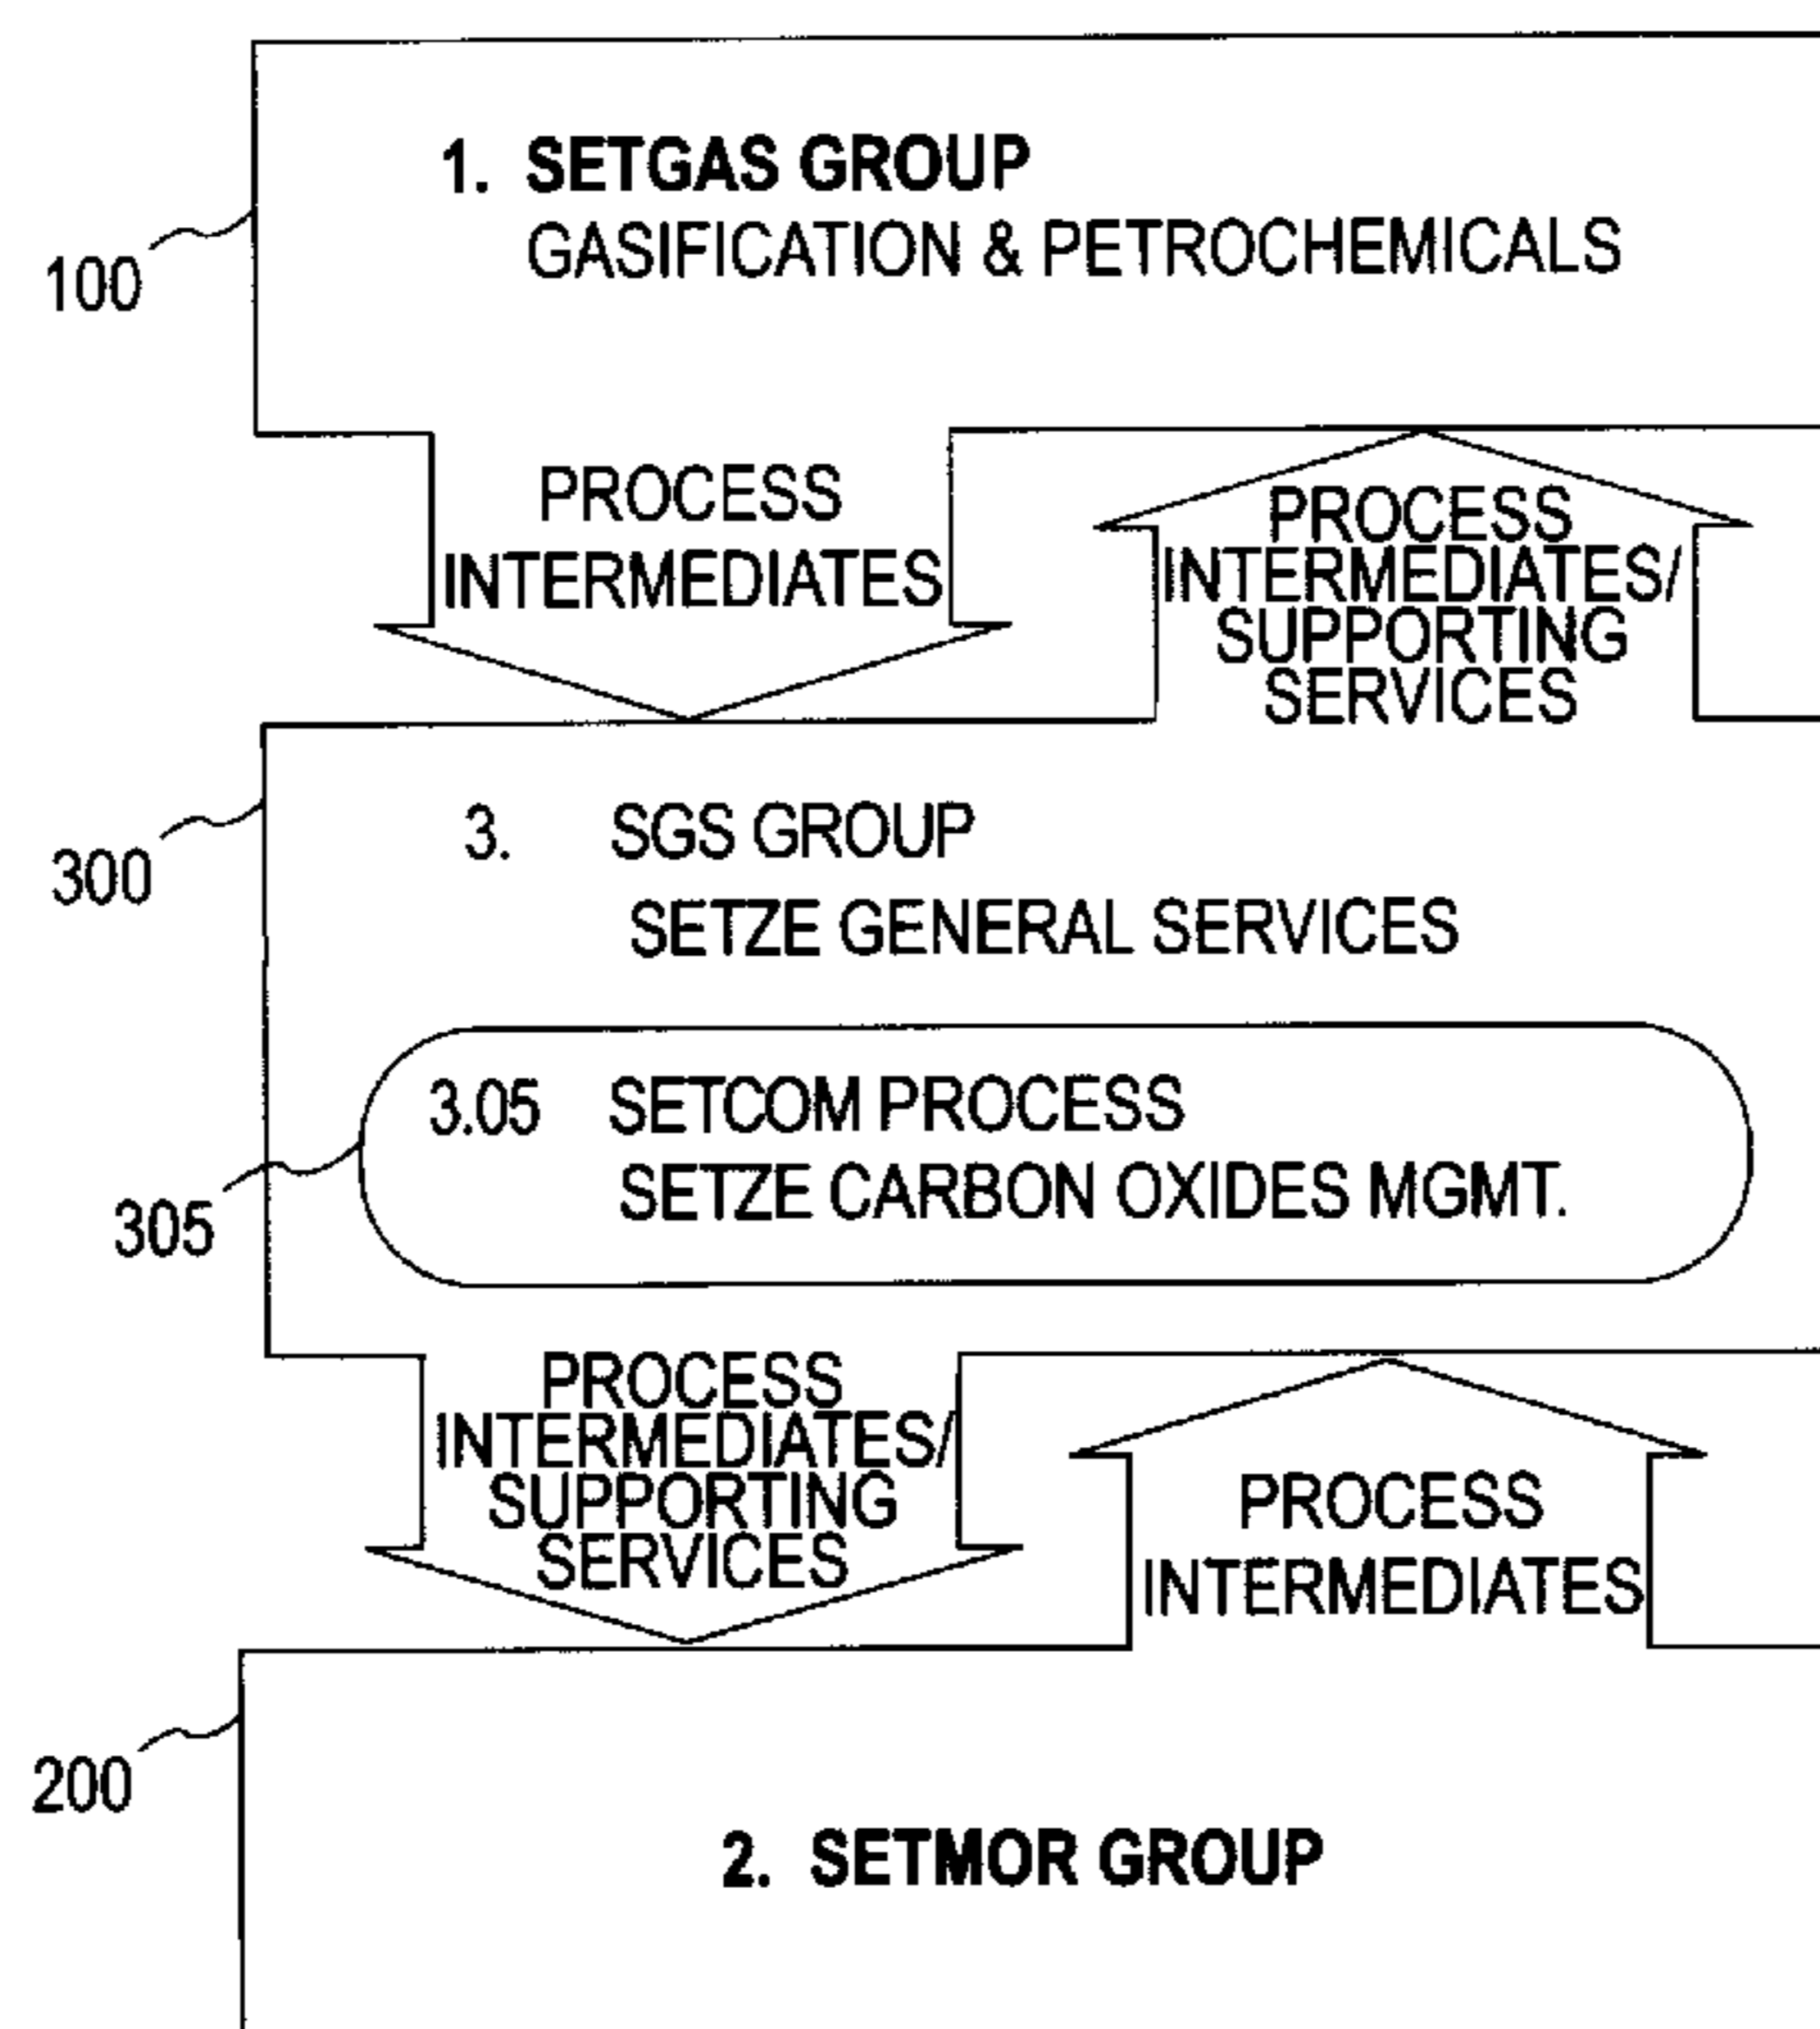 1. SETGAS GROUP
GASIFICATION & PETROCHEMICALS
100
PROCESS
INTERMEDIATES
PROCESS
INTERMEDIATES/
SUPPORTING
SERVICES
300
3. SGS GROUP
SETZE GENERAL SERVICES
3.05 SETCOM PROCESS
SETZE CARBON OXIDES MGMT.
305
PROCESS
INTERMEDIATES/
SUPPORTING
SERVICES
PROCESS
INTERMEDIATES
200
2. SETMOR GROUP